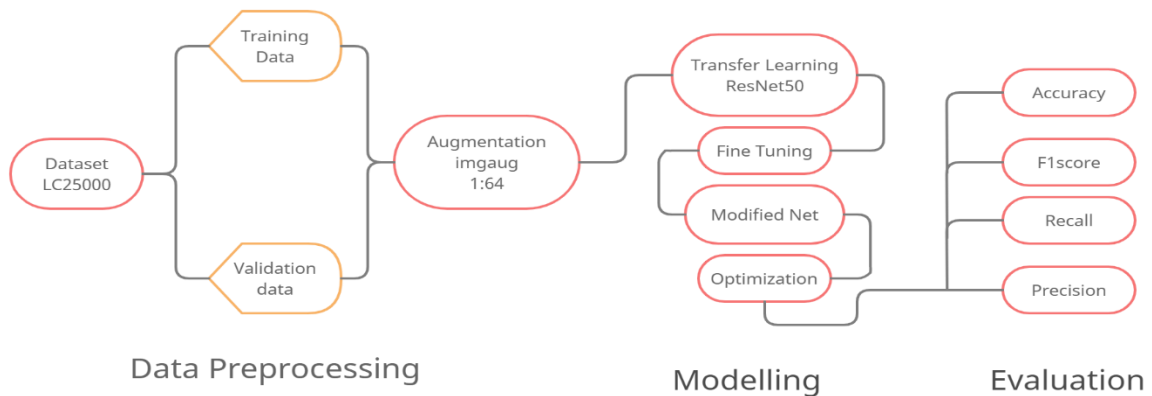 Training
Data
Dataset
LC25000
Validation
data
Augmentation
imgaug
1:64
Data Preprocessing
Transfer Learning
ResNet50
Fine Tuning
Modified Net
Optimization
Modelling
Accuracy
F1score
Recall
Precision
Evaluation